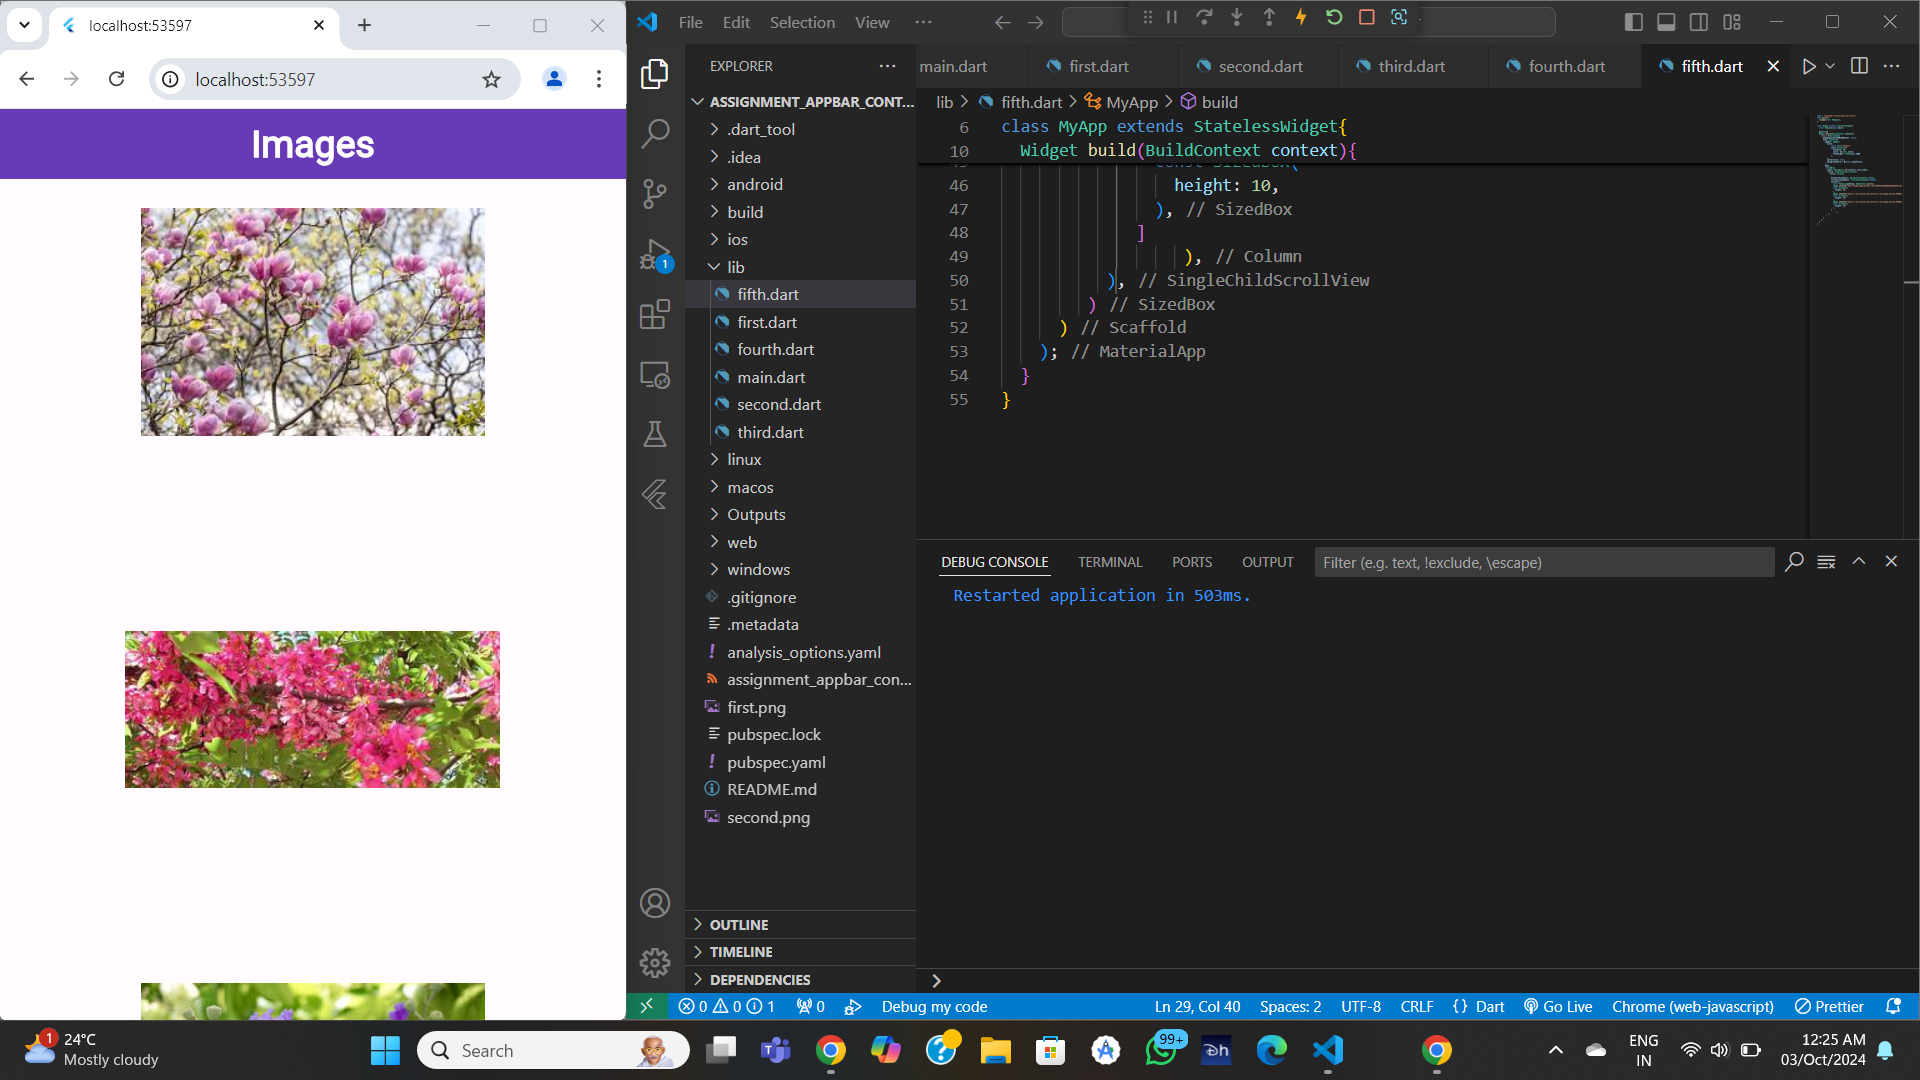 localhost:53597
localhost:53597
Images
File Edit Selection View
EXPLORER
ASSIGNMENT_APPBAR_CONT...
.dart_tool
.idea
android
build
ios
lib
fifth.dart
first.dart
fourth.dart
main.dart
second.dart
third.dart
linux
macos
Outputs
web
windows
.gitignore
.metadata
analysis_options.yaml
assignment_appbar_con...
first.png
pubspec.lock
pubspec.yaml
README.md
second.png
OUTLINE
TIMELINE
DEPENDENCIES
main.dart first.dart second.dart third.dart fourth.dart fifth.dart
lib > fifth.dart > MyApp > build
6 class MyApp extends StatelessWidget{
10 Widget build(BuildContext context){
45 const SizedBox(
46 height: 10,
47 ), // SizedBox
48 ]
49 ), // Column
50 ), // SingleChildScrollView
51 ) // SizedBox
52 ) // Scaffold
53 ); // MaterialApp
54 }
55 }
DEBUG CONSOLE TERMINAL PORTS OUTPUT Filter (e.g. text, !exclude, \escape)
Restarted application in 503ms.
1
0 0 1 0 Debug my code Ln 29, Col 40 Spaces: 2 UTF-8 CRLF {} Dart Go Live Chrome (web-javascript) Prettier
1 24°C
Mostly cloudy
Search
99+
Dh
ENG
IN
12:25 AM
03/Oct/2024